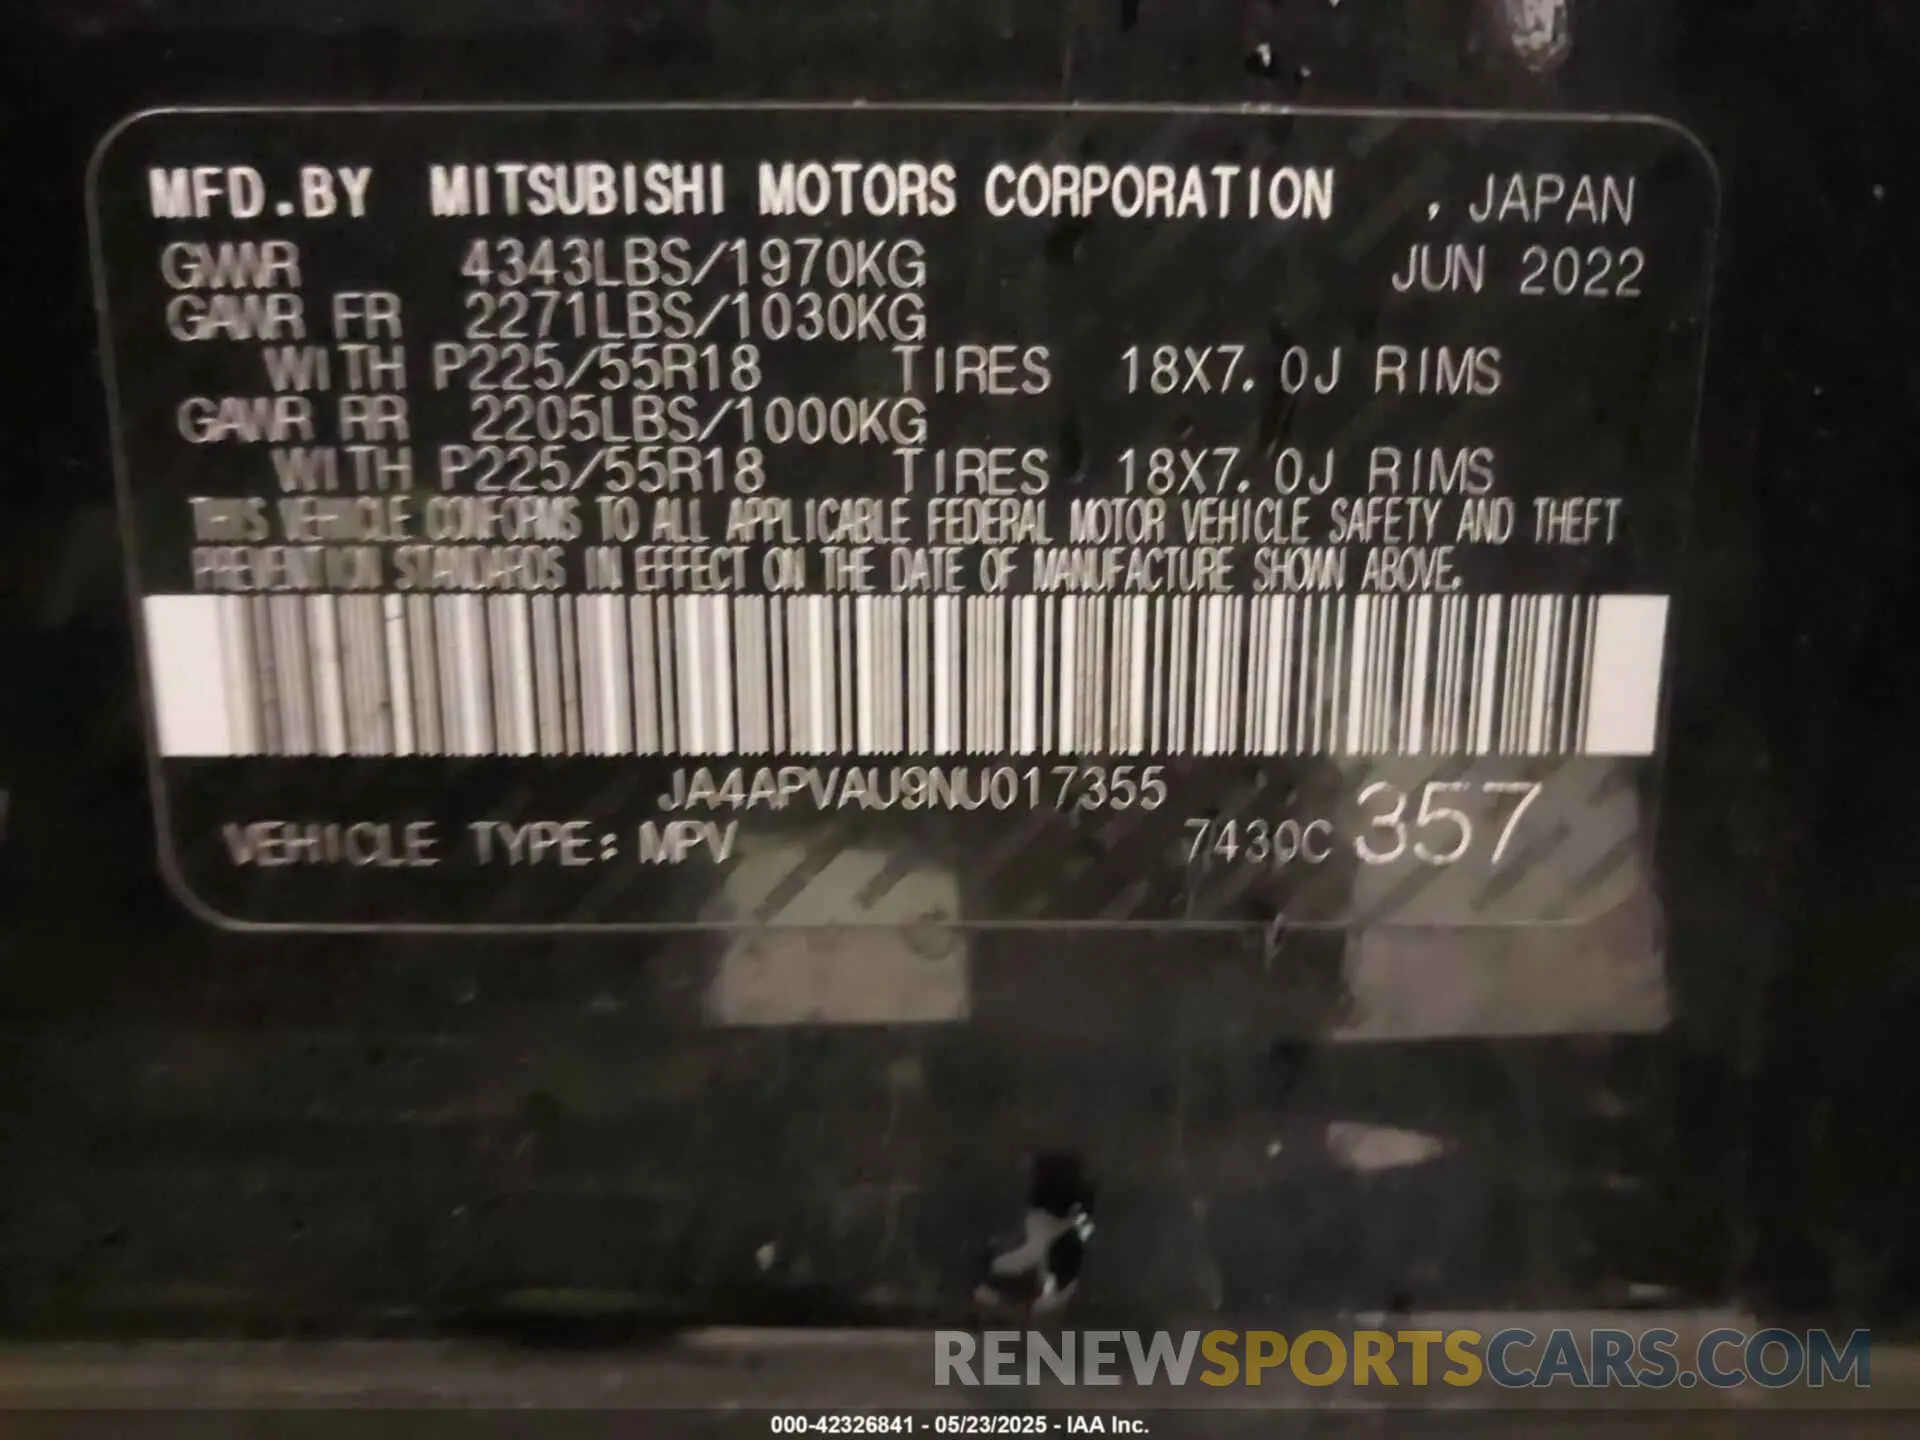 MFD.BY MITSUBISHI MOTORS CORPORATION , JAPAN
GVWR 4343LBS/1970KG JUN 2022
GAWR FR 2271LBS/1030KG
WITH P225/55R18 TIRES 18X7.0J RIMS
GAWR RR 2205LBS/1000KG
WITH P225/55R18 TIRES 18X7.0J RIMS
THIS VEHICLE CONFORMS TO ALL APPLICABLE FEDERAL MOTOR VEHICLE SAFETY AND THEFT
PREVENTION STANDARDS IN EFFECT ON THE DATE OF MANUFACTURE SHOWN ABOVE.
JA4APVAU9NU017355
VEHICLE TYPE: MPV 7430C 357
RENEWSPORTSCARS.COM
000-42326841 - 05/23/2025 - IAA Inc.